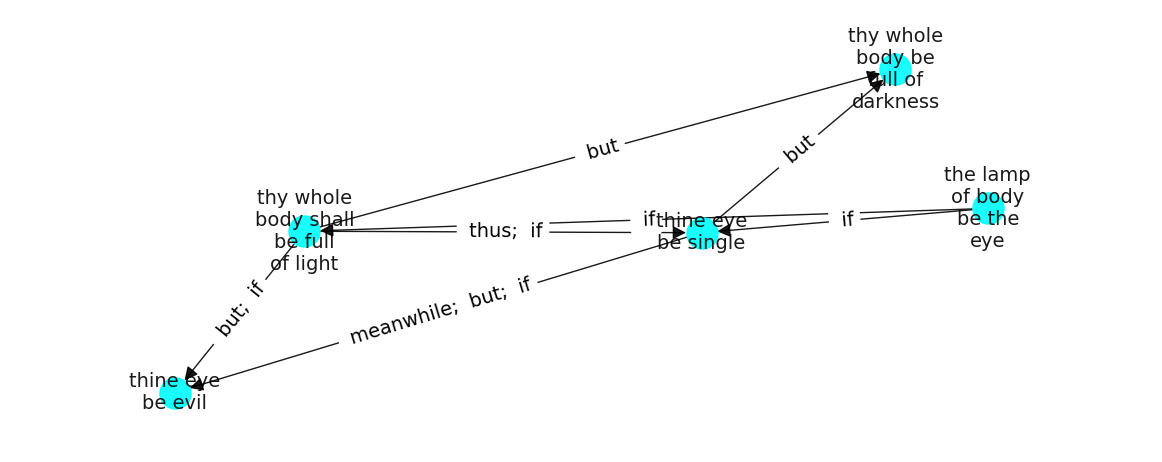 thy whole
body be
full of
darkness
but
but
the lamp
of body
be the
eye
thy whole
body shall
be full
of light
thus;  if
if
thine eye
be single
if
but;  if
meanwhile;  but;  if
thine eye
be evil